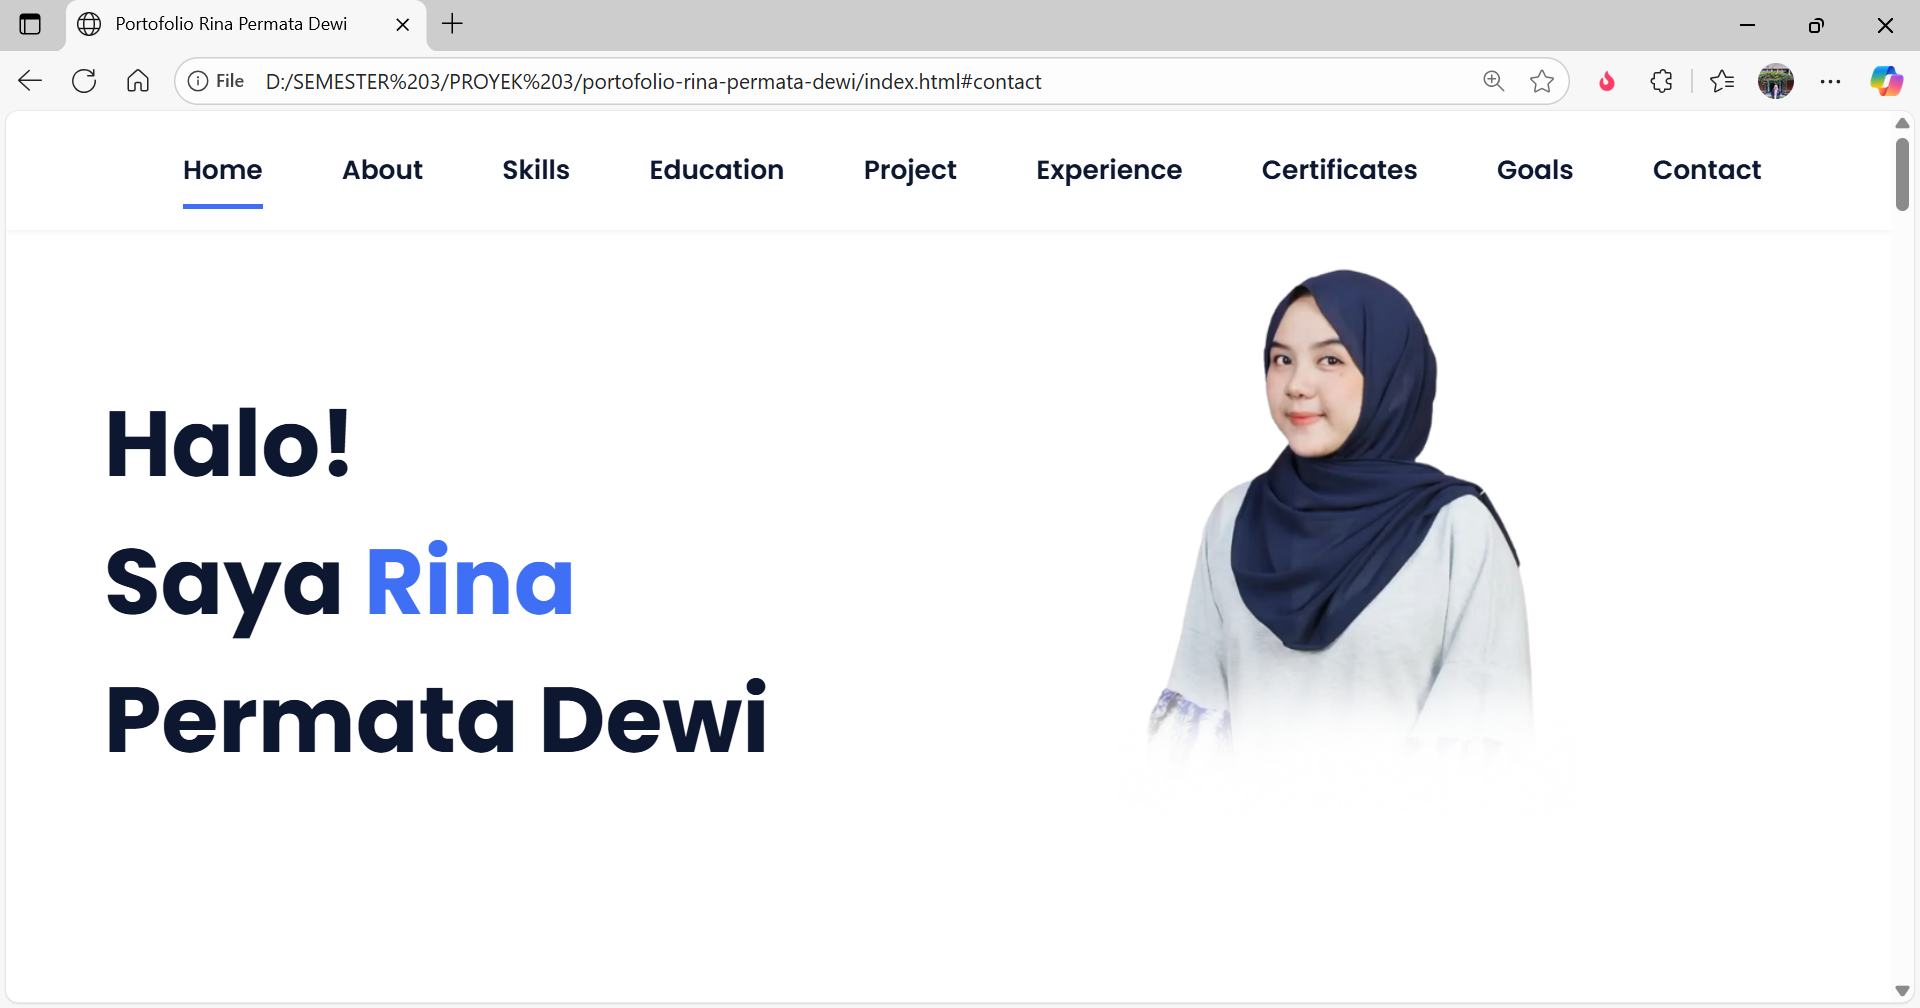 Portofolio Rina Permata Dewi
File D:/SEMESTER%203/PROYEK%203/portofolio-rina-permata-dewi/index.html#contact
Home About Skills Education Project Experience Certificates Goals Contact
Halo!
Saya Rina
Permata Dewi